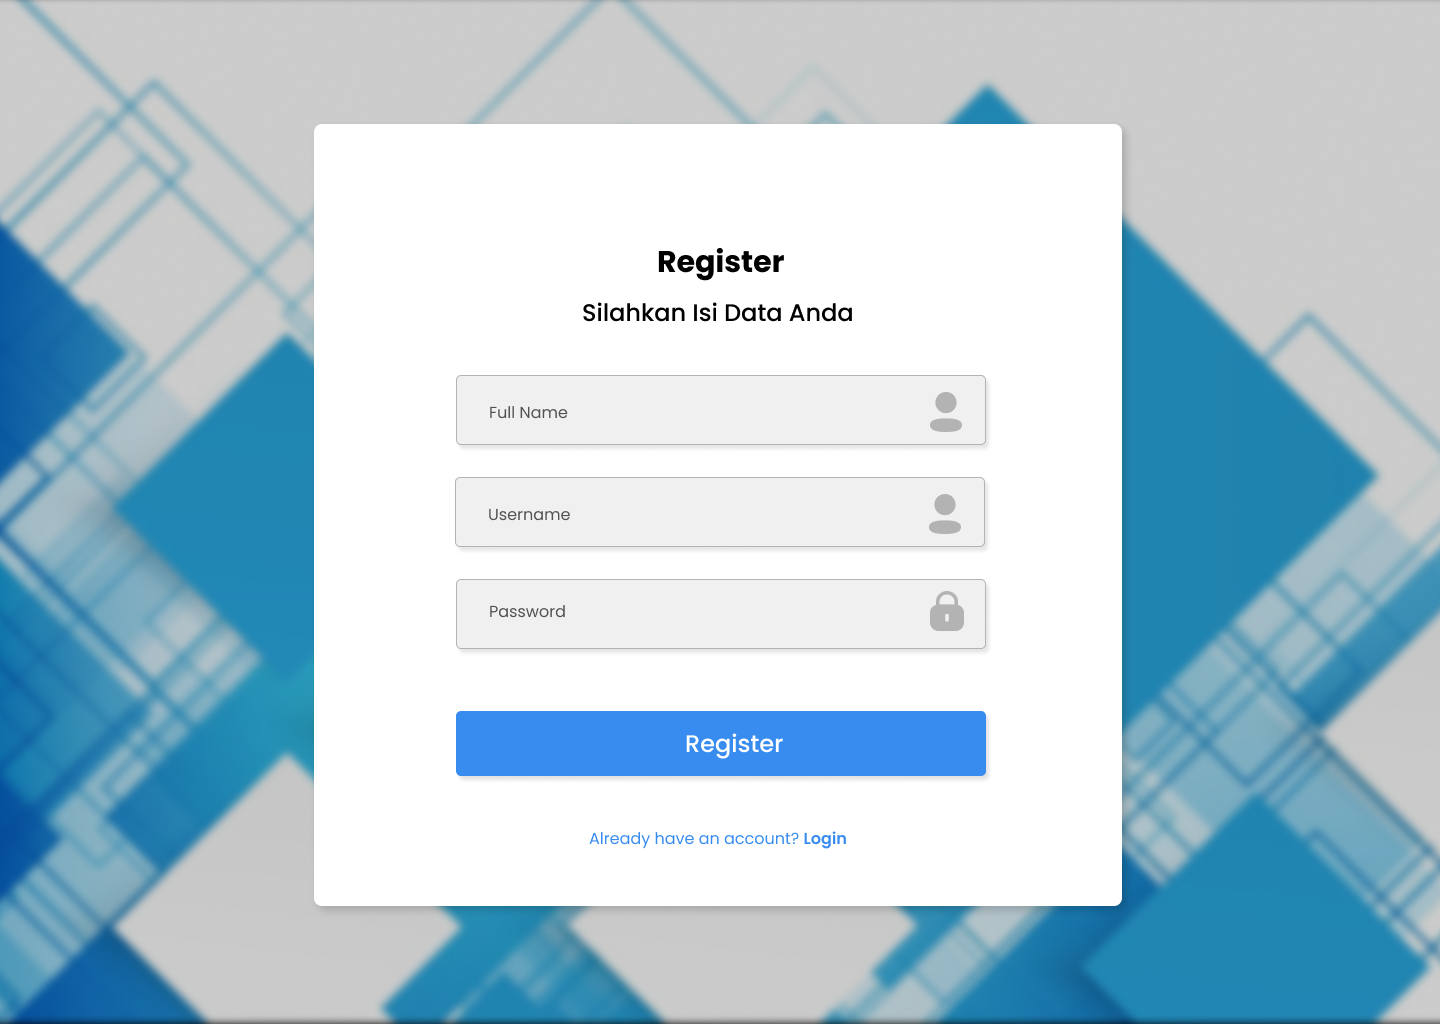 Register
Silahkan Isi Data Anda
Full Name
Username
Password
Register
Already have an account? Login